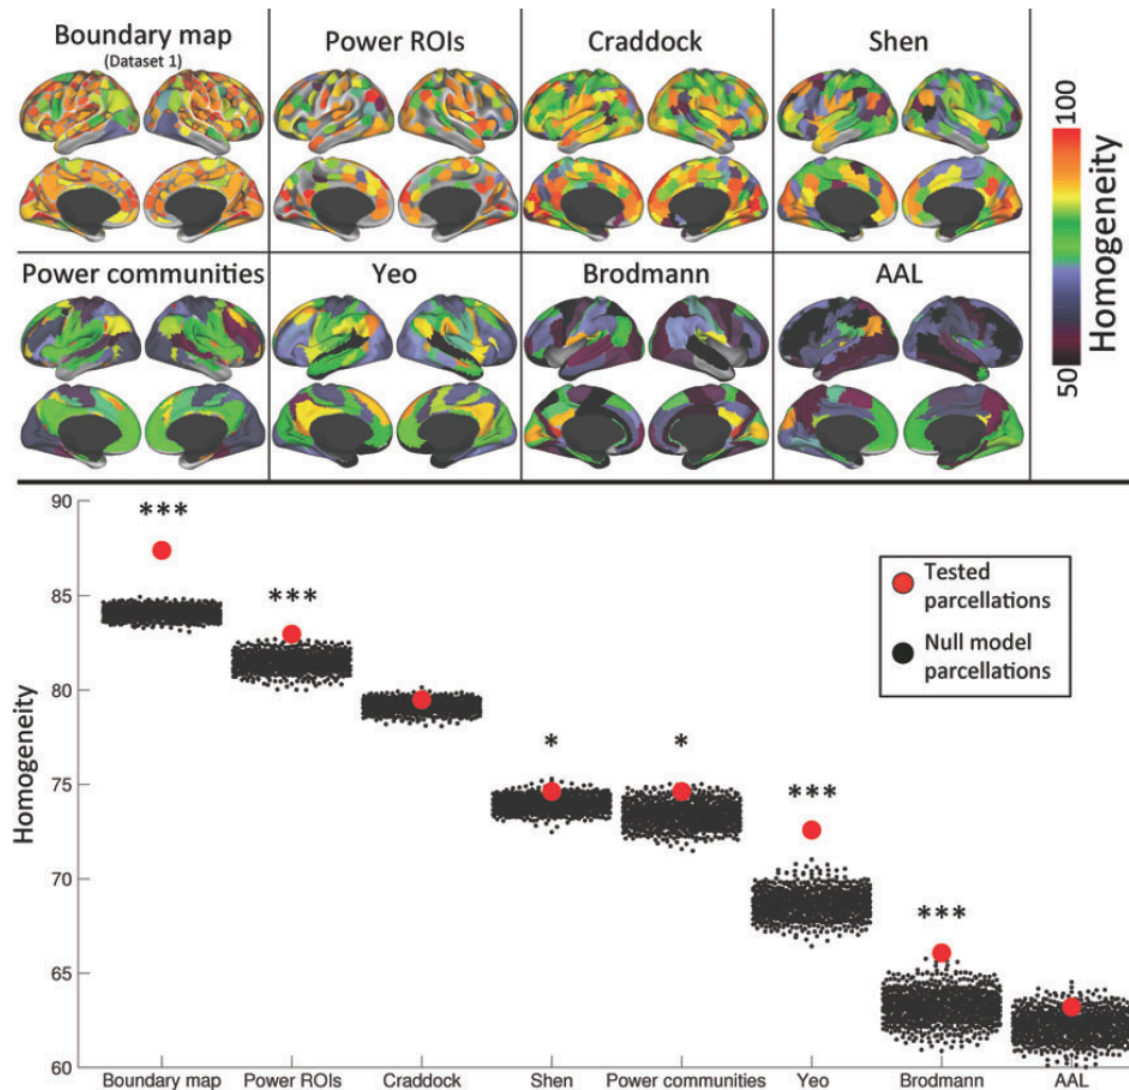 Boundary map
(Dataset 1)
Power ROIs
Craddock
Shen
Power communities
Yeo
Brodmann
AAL
100
Homogeneity
50
90
85
80
75
70
65
60
Homogeneity
***
***
*
*
***
***
Tested
parcellations
Null model
parcellations
Boundary map
Power ROIs
Craddock
Shen
Power communities
Yeo
Brodmann
AAL